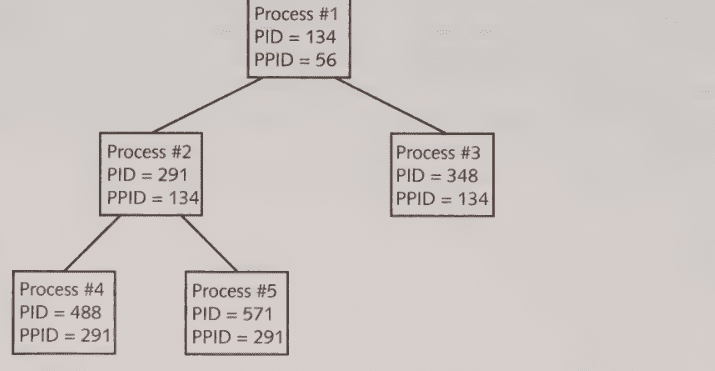 Process #1
PID = 134
PPID = 56
Process #2
PID = 291
PPID = 134
Process #3
PID = 348
PPID = 134
Process #4
PID = 488
PPID = 291
Process #5
PID = 571
PPID = 291